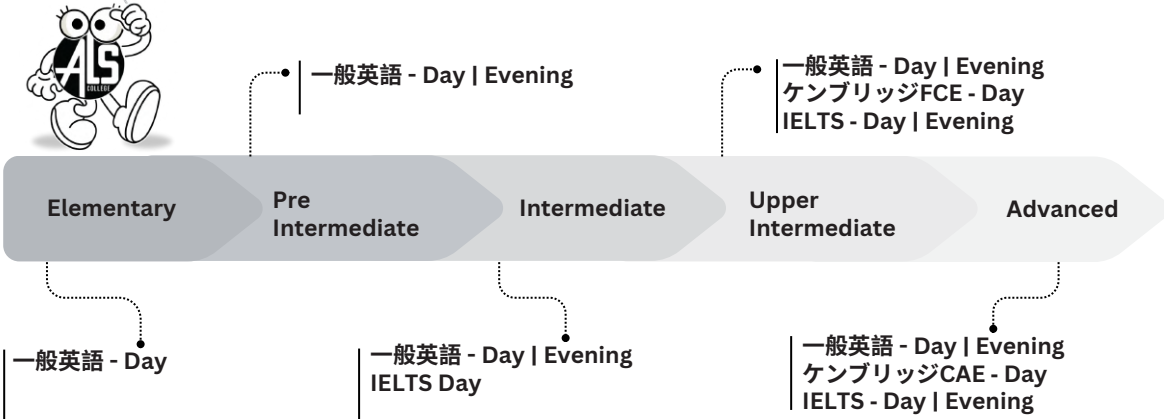 ALS
COLLEGE
一般英語 - Day | Evening
一般英語 - Day | Evening
ケンブリッジFCE - Day
IELTS - Day | Evening
Elementary
Pre
Intermediate
Intermediate
Upper
Intermediate
Advanced
一般英語 - Day
一般英語 - Day | Evening
IELTS Day
一般英語 - Day | Evening
ケンブリッジCAE - Day
IELTS - Day | Evening